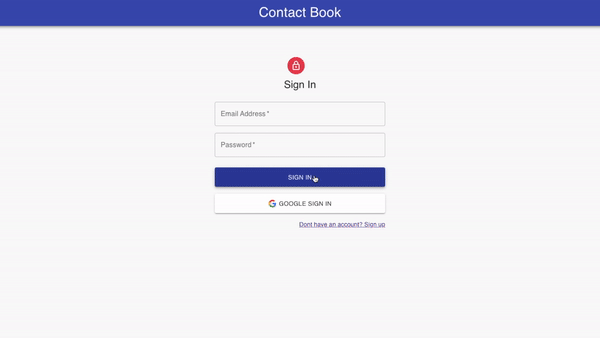 Contact Book
Sign In
Email Address *
Password *
SIGN IN
GOOGLE SIGN IN
Dont have an account? Sign up